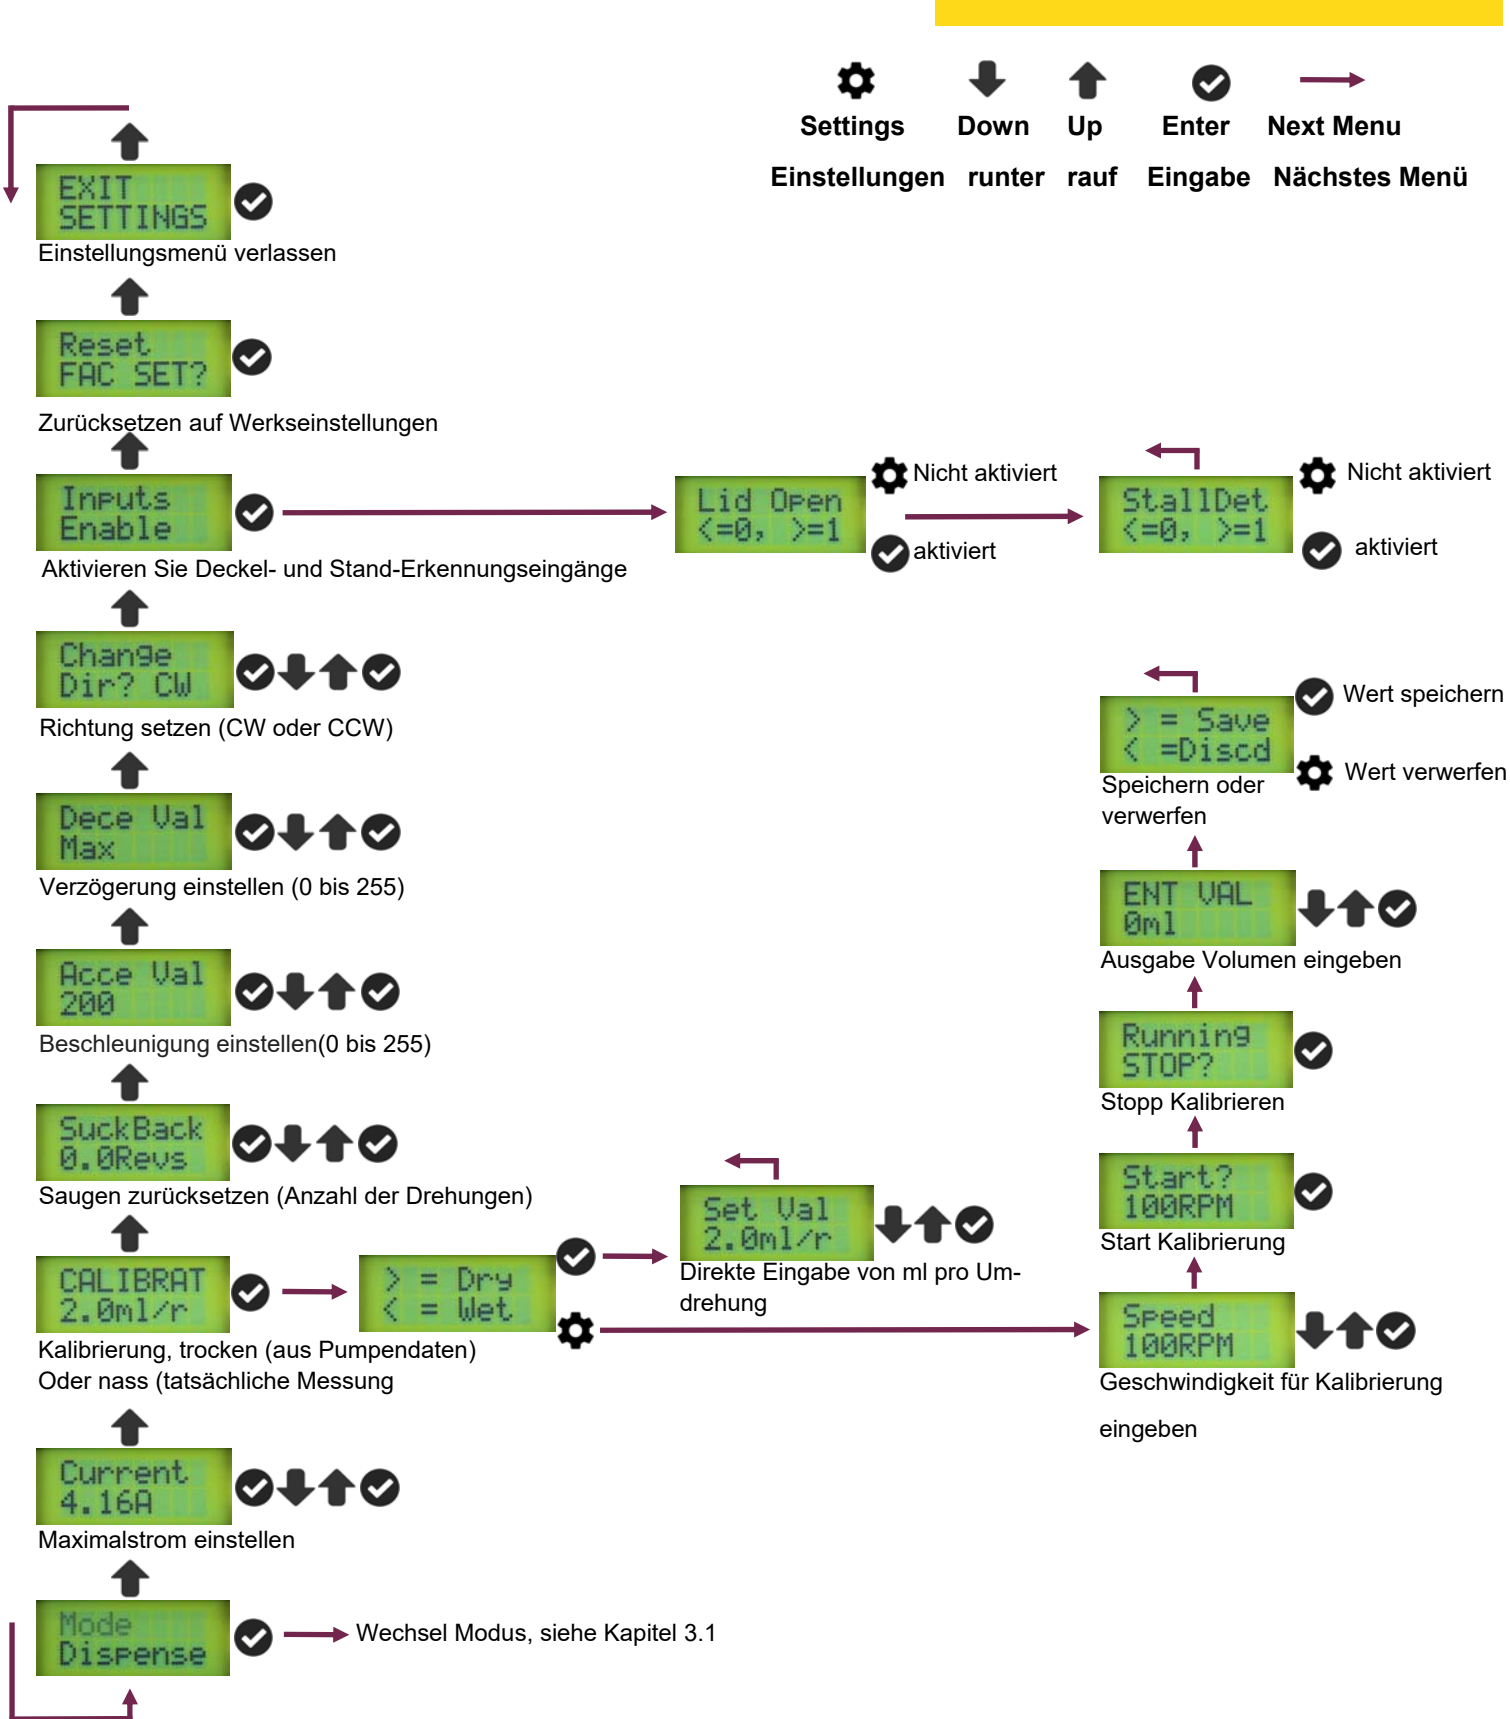 Settings Down Up Enter Next Menu
Einstellungen runter rauf Eingabe Nächstes Menü
EXIT
SETTINGS
Einstellungsmenü verlassen
Reset
FAC SET?
Zurücksetzen auf Werkseinstellungen
Inputs
Enable
Aktivieren Sie Deckel- und Stand-Erkennungseingänge
Lid Open
<=0, >=1
Nicht aktiviert
aktiviert
StallDet
<=0, >=1
Nicht aktiviert
aktiviert
Change
Dir? CW
Richtung setzen (CW oder CCW)
Dece Val
Max
Verzögerung einstellen (0 bis 255)
Acce Val
200
Beschleunigung einstellen(0 bis 255)
SuckBack
0.0Revs
Saugen zurücksetzen (Anzahl der Drehungen)
CALIBRAT
2.0ml/r
Kalibrierung, trocken (aus Pumpendaten)
Oder nass (tatsächliche Messung
> = Dry
< = Wet
Set Val
2.0ml/r
Direkte Eingabe von ml pro Um-
drehung
> = Save
< =Discd
Wert speichern
Wert verwerfen
Speichern oder
verwerfen
ENT VAL
0ml
Ausgabe Volumen eingeben
Running
STOP?
Stopp Kalibrieren
Start?
100RPM
Start Kalibrierung
Speed
100RPM
Geschwindigkeit für Kalibrierung
eingeben
Current
4.16A
Maximalstrom einstellen
Mode
Dispense
Wechsel Modus, siehe Kapitel 3.1